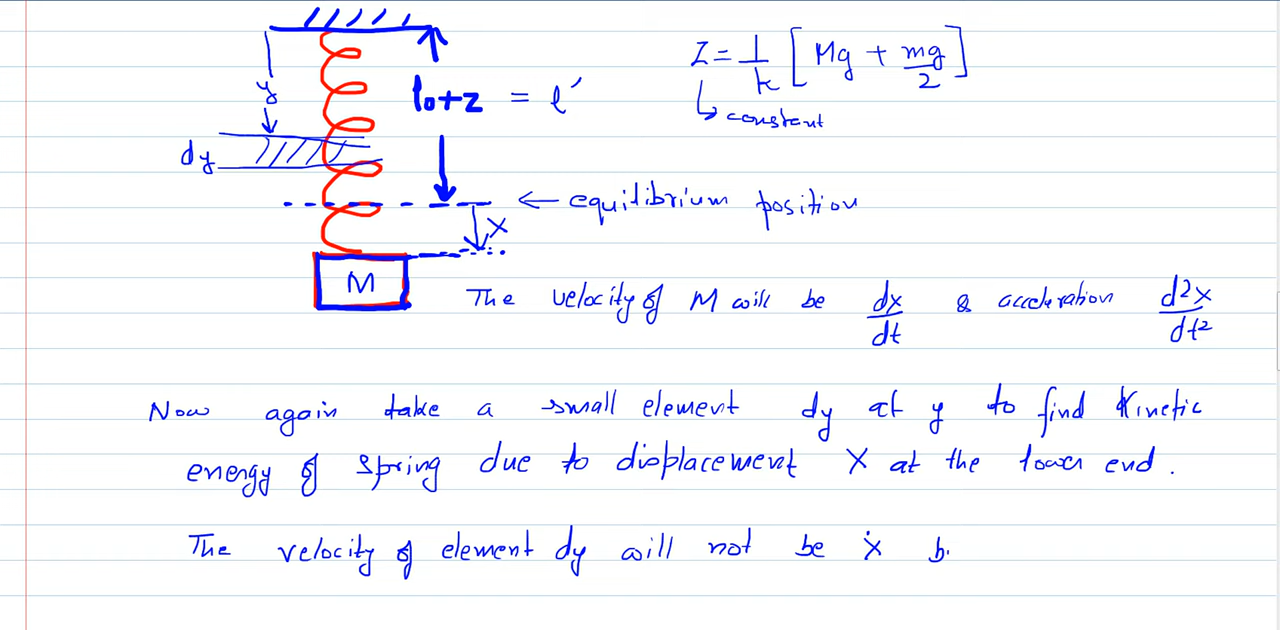 Z = 1/k [ Mg + mg/2 ]
↳ constant
y
l₀+z = l′
dy
← equilibrium position
x
M
The velocity of M will be dx/dt & acceleration d²x/dt²
Now again take a small element dy at y to find Kinetic
energy of spring due to displacement x at the lower end.
The velocity of element dy will not be ẋ b